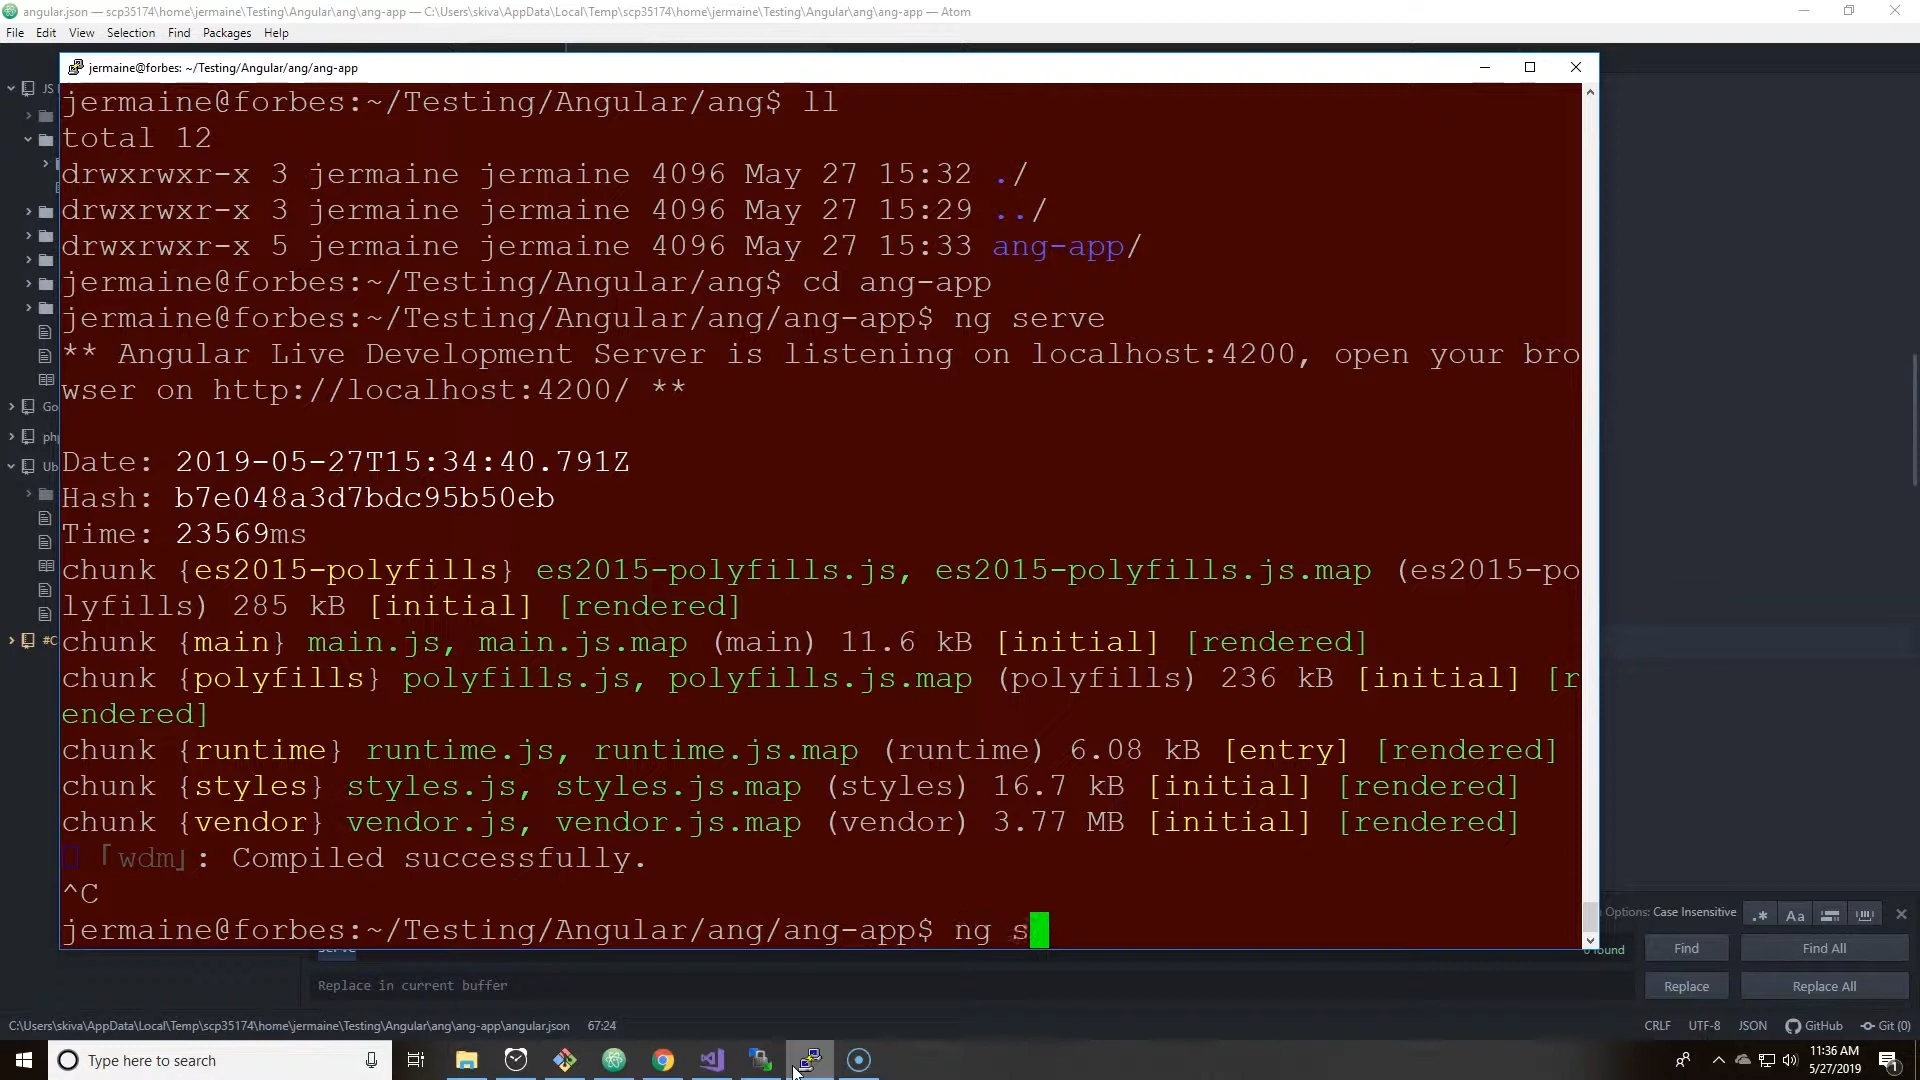 angular.json — scp35174\home\jermaine\Testing\Angular\ang\ang-app — C:\Users\skiva\AppData\Local\Temp\scp35174\home\jermaine\Testing\Angular\ang\ang-app — Atom
File Edit View Selection Find Packages Help
jermaine@forbes: ~/Testing/Angular/ang/ang-app
JS
Go
php
Ub
#C
jermaine@forbes:~/Testing/Angular/ang$ ll
total 12
drwxrwxr-x 3 jermaine jermaine 4096 May 27 15:32 ./
drwxrwxr-x 3 jermaine jermaine 4096 May 27 15:29 ../
drwxrwxr-x 5 jermaine jermaine 4096 May 27 15:33 ang-app/
jermaine@forbes:~/Testing/Angular/ang$ cd ang-app
jermaine@forbes:~/Testing/Angular/ang/ang-app$ ng serve
** Angular Live Development Server is listening on localhost:4200, open your bro
wser on http://localhost:4200/ **
Date: 2019-05-27T15:34:40.791Z
Hash: b7e048a3d7bdc95b50eb
Time: 23569ms
chunk {es2015-polyfills} es2015-polyfills.js, es2015-polyfills.js.map (es2015-po
lyfills) 285 kB [initial] [rendered]
chunk {main} main.js, main.js.map (main) 11.6 kB [initial] [rendered]
chunk {polyfills} polyfills.js, polyfills.js.map (polyfills) 236 kB [initial] [r
endered]
chunk {runtime} runtime.js, runtime.js.map (runtime) 6.08 kB [entry] [rendered]
chunk {styles} styles.js, styles.js.map (styles) 16.7 kB [initial] [rendered]
chunk {vendor} vendor.js, vendor.js.map (vendor) 3.77 MB [initial] [rendered]
「wdm」: Compiled successfully.
^C
jermaine@forbes:~/Testing/Angular/ang/ang-app$ ng s
Options: Case Insensitive
.* Aa
found
Find Find All
Replace in current buffer
Replace Replace All
C:\Users\skiva\AppData\Local\Temp\scp35174\home\jermaine\Testing\Angular\ang\ang-app\angular.json 67:24
CRLF UTF-8 JSON GitHub Git (0)
Type here to search
11:36 AM
5/27/2019
1